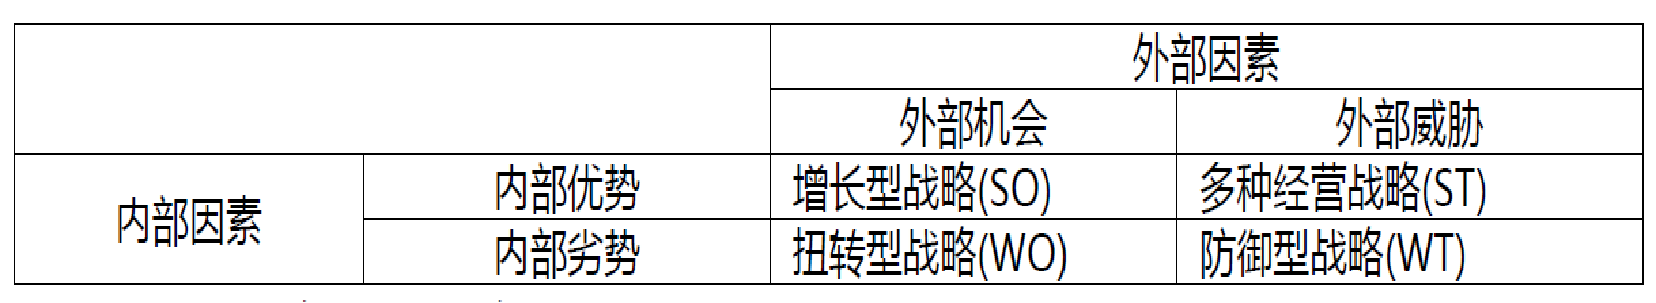 外部因素
外部机会 外部威胁
内部因素
内部优势 增长型战略(SO) 多种经营战略(ST)
内部劣势 扭转型战略(WO) 防御型战略(WT)